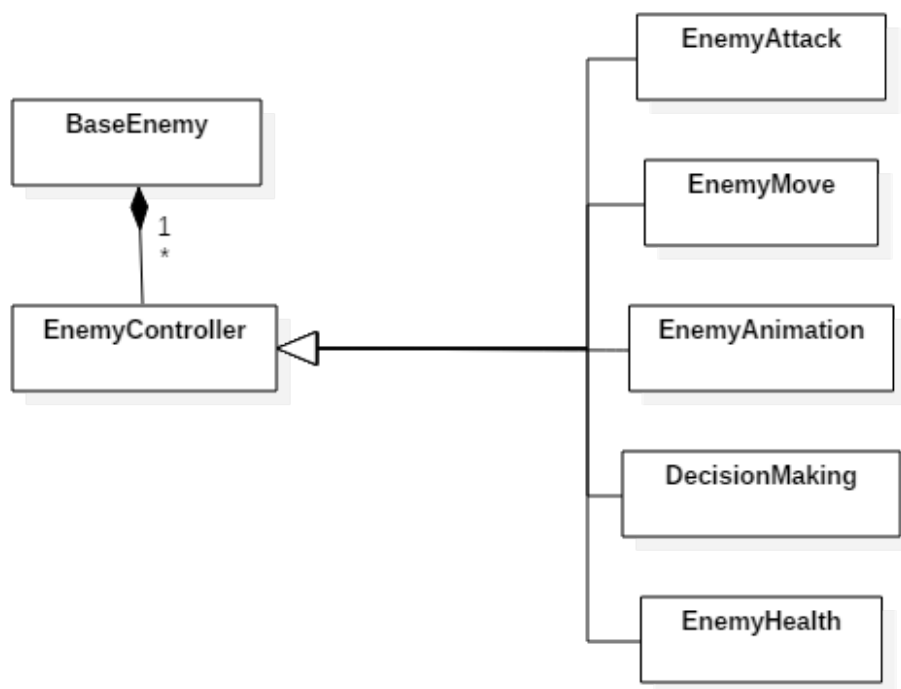 BaseEnemy
1
*
EnemyController
EnemyAttack
EnemyMove
EnemyAnimation
DecisionMaking
EnemyHealth